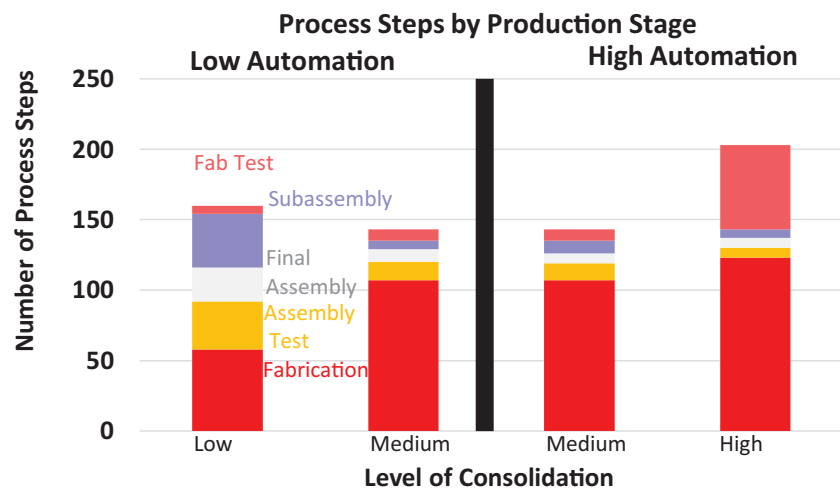 Process Steps by Production Stage
Low Automation
High Automation
Number of Process Steps
250
200
150
100
50
0
Fab Test
Subassembly
Final
Assembly
Assembly
Test
Fabrication
Low
Medium
Medium
High
Level of Consolidation